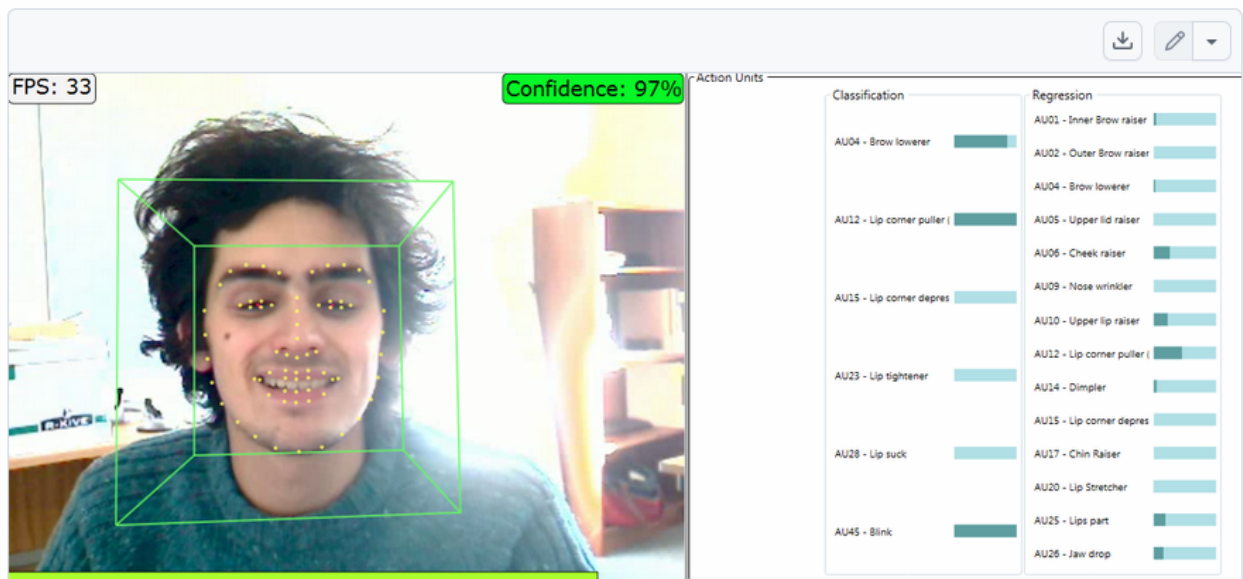 FPS: 33
Confidence: 97%
R-KIVE
Action Units
Classification
AU04 - Brow lowerer
AU12 - Lip corner puller (
AU15 - Lip corner depres
AU23 - Lip tightener
AU28 - Lip suck
AU45 - Blink
Regression
AU01 - Inner Brow raiser
AU02 - Outer Brow raiser
AU04 - Brow lowerer
AU05 - Upper lid raiser
AU06 - Cheek raiser
AU09 - Nose wrinkler
AU10 - Upper lip raiser
AU12 - Lip corner puller (
AU14 - Dimpler
AU15 - Lip corner depres
AU17 - Chin Raiser
AU20 - Lip Stretcher
AU25 - Lips part
AU26 - Jaw drop